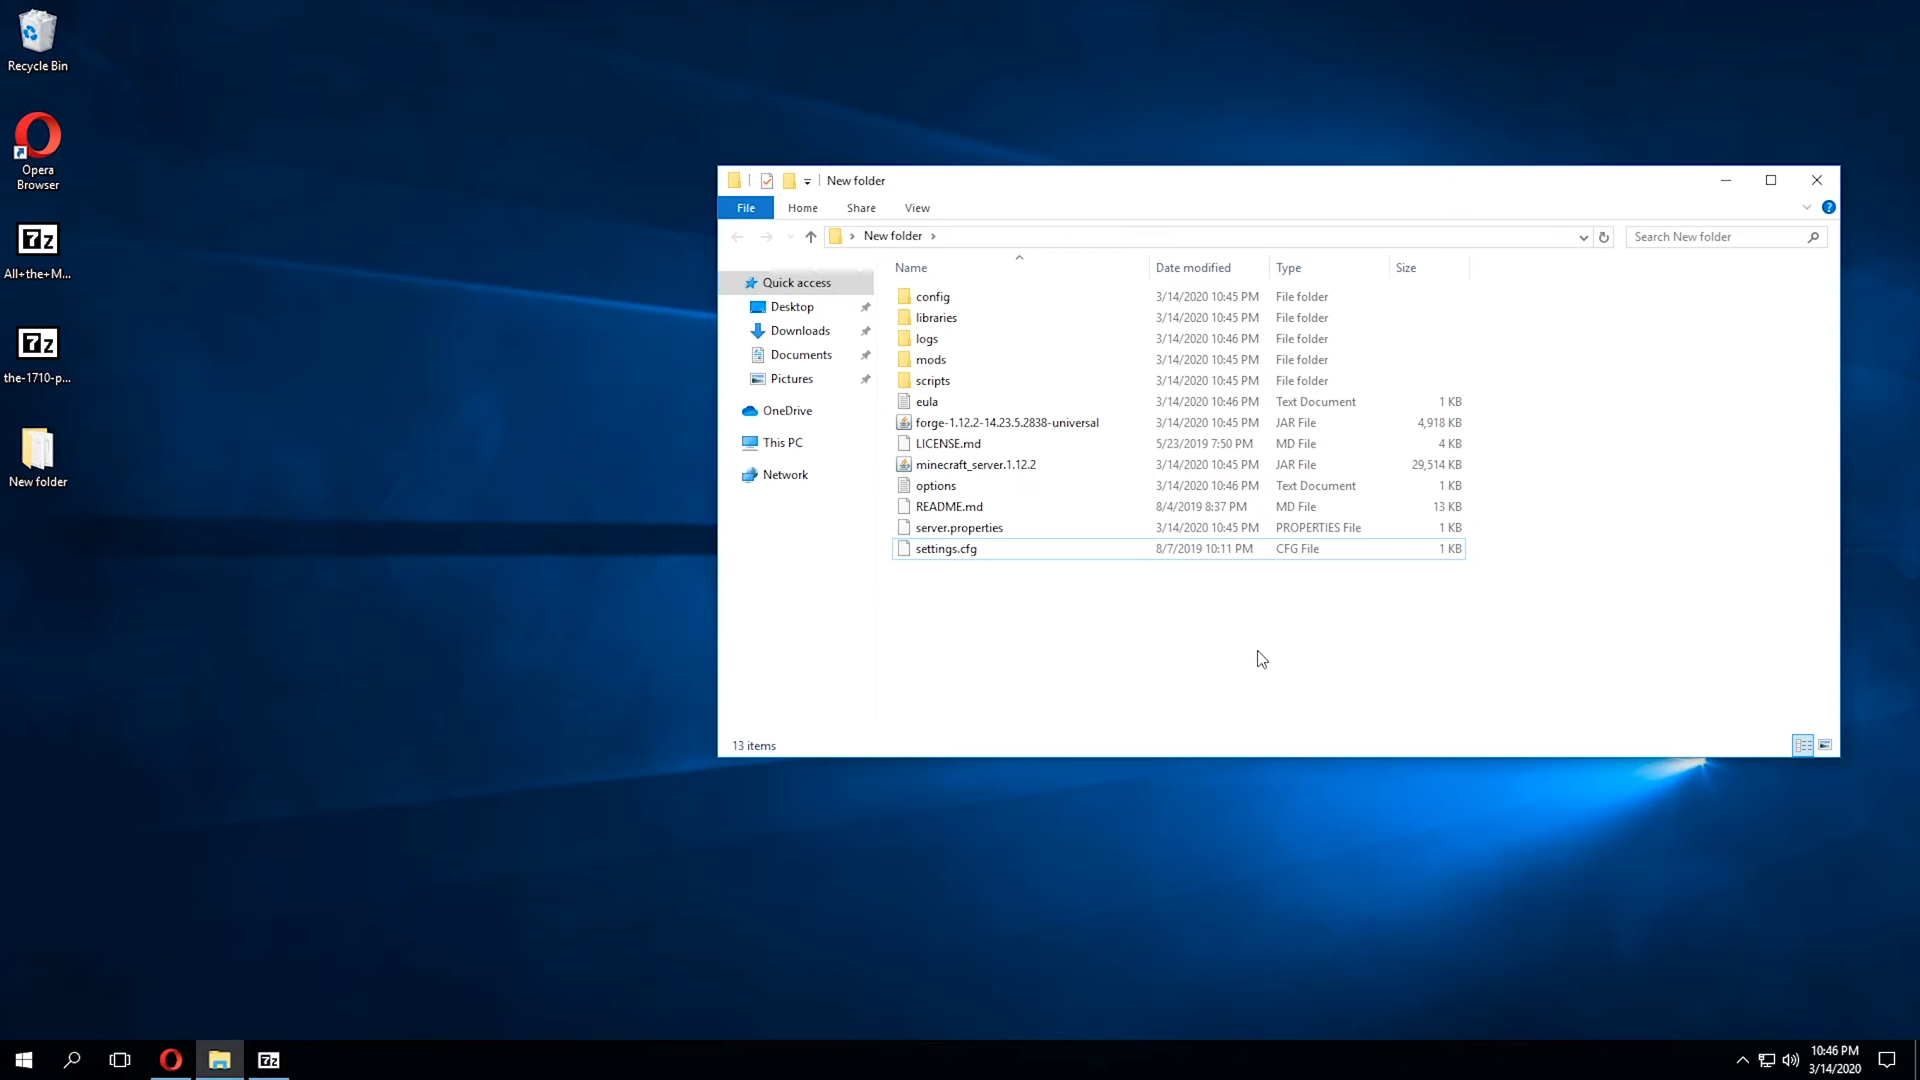 Recycle Bin
Opera
Browser
7z
All+the+M...
7z
the-1710-p...
New folder
New folder
File Home Share View
New folder
Search New folder
Quick access
Desktop
Downloads
Documents
Pictures
OneDrive
This PC
Network
Name Date modified Type Size
config 3/14/2020 10:45 PM File folder
libraries 3/14/2020 10:45 PM File folder
logs 3/14/2020 10:46 PM File folder
mods 3/14/2020 10:45 PM File folder
scripts 3/14/2020 10:45 PM File folder
eula 3/14/2020 10:46 PM Text Document 1 KB
forge-1.12.2-14.23.5.2838-universal 3/14/2020 10:45 PM JAR File 4,918 KB
LICENSE.md 5/23/2019 7:50 PM MD File 4 KB
minecraft_server.1.12.2 3/14/2020 10:45 PM JAR File 29,514 KB
options 3/14/2020 10:46 PM Text Document 1 KB
README.md 8/4/2019 8:37 PM MD File 13 KB
server.properties 3/14/2020 10:45 PM PROPERTIES File 1 KB
settings.cfg 8/7/2019 10:11 PM CFG File 1 KB
13 items
7z
10:46 PM
3/14/2020